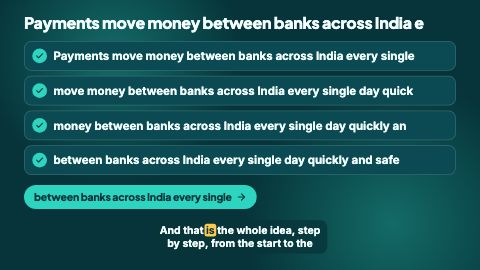 Payments move money between banks across India e
Payments move money between banks across India every single
move money between banks across India every single day quick
money between banks across India every single day quickly an
between banks across India every single day quickly and safe
between banks across India every single →
And that is the whole idea, step
by step, from the start to the